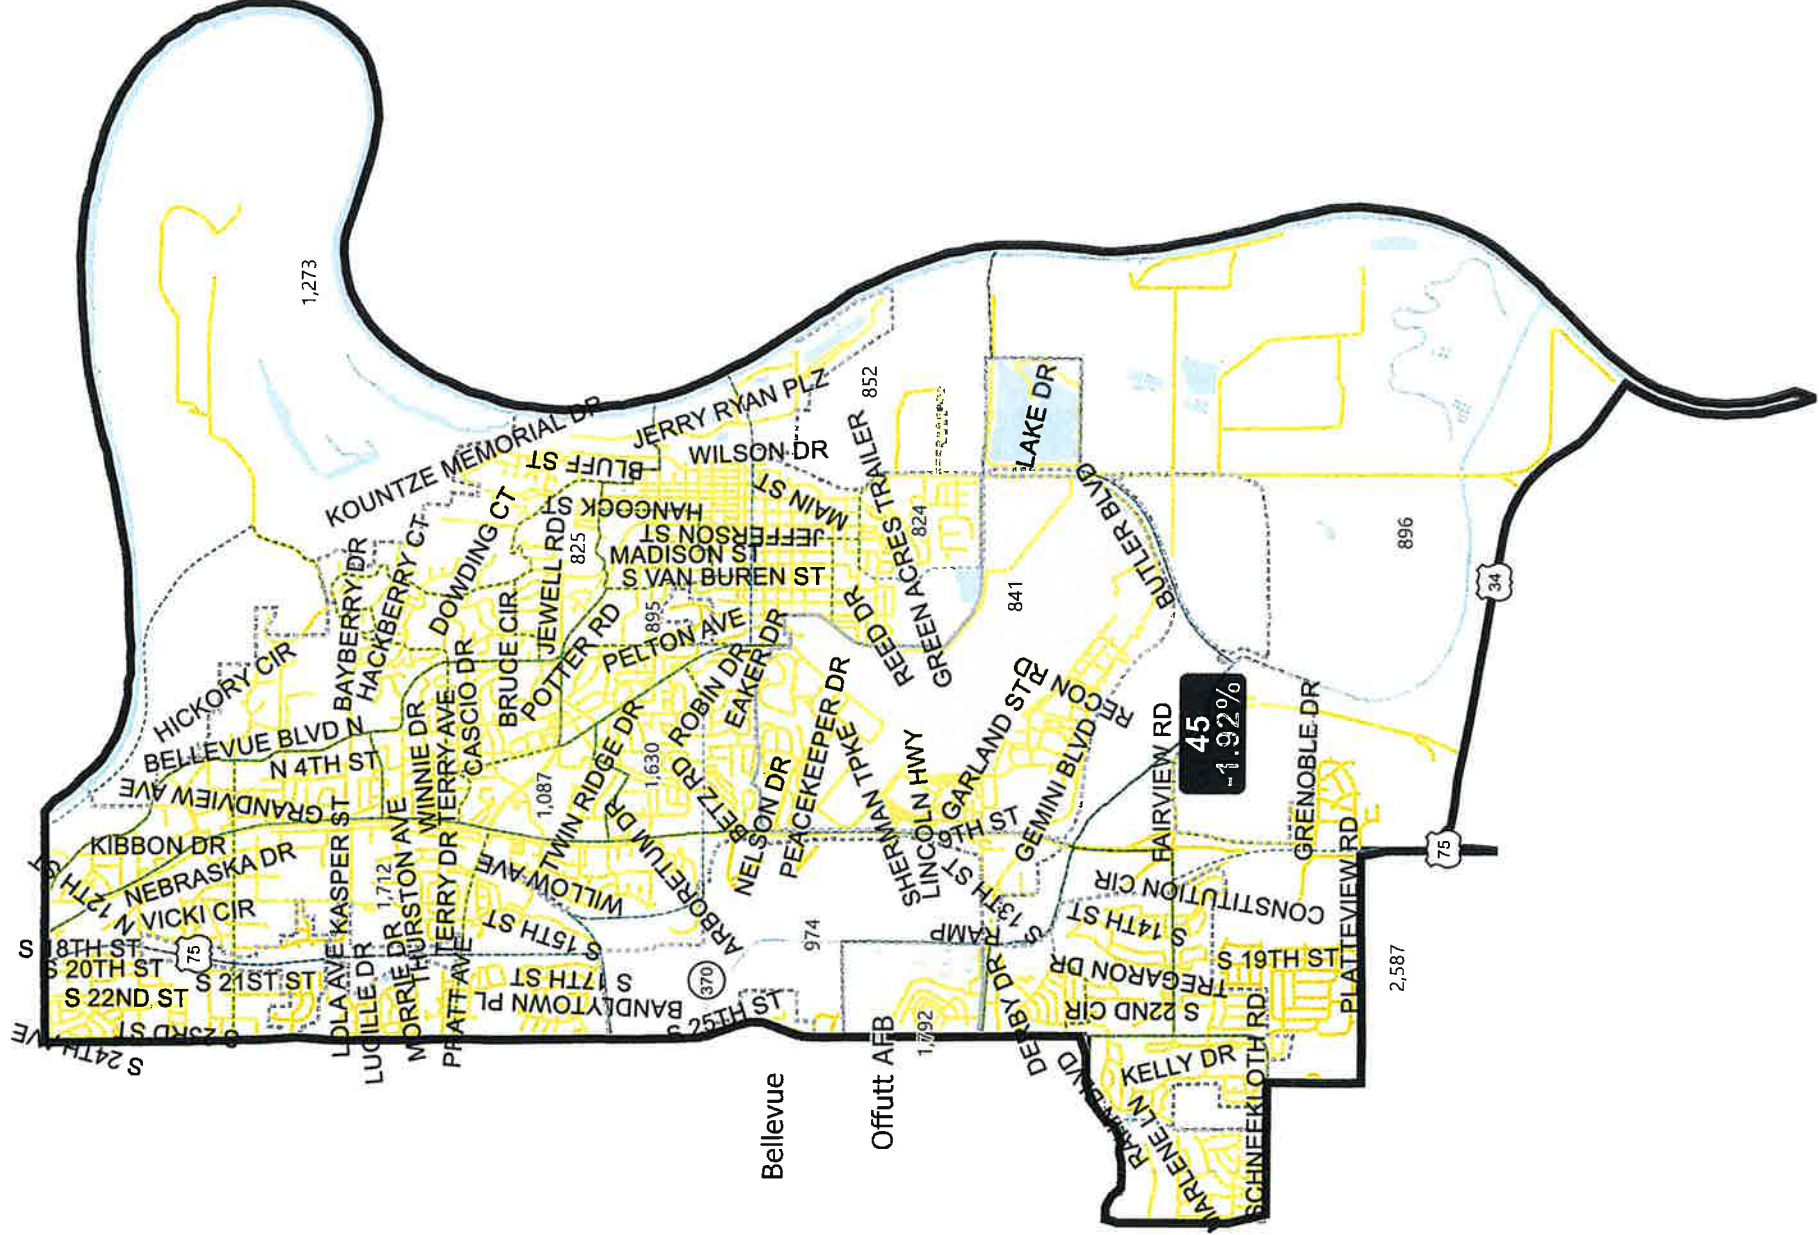 1,273
KOUNTZE MEMORIAL DR
JERRY RYAN PLZ
BLUFF ST
WILSON DR
852
HANCOCK ST
MAIN ST
LAKE DR
JEFFERSON ST
MADISON ST
S VAN BUREN ST
GREEN ACRES TRAILER
824
825
BAYBERRY DR
HACKBERRY CT
DOWDING CT
JEWELL RD
BRUCE CIR
POTTER RD
895
PELTON AVE
REED DR
841
BUTLER BLVD
896
34
HICKORY CIR
BELLEVUE BLVD N
N 4TH ST
GRANDVIEW AVE
WINNIE DR
CASCIO DR
TERRY AVE
1,087
TWIN RIDGE DR
1,630
ROBIN DR
EAKER DR
BETZ RD
NELSON DR
PEACEKEEPER DR
SHERMAN TPKE
LINCOLN HWY
GARLAND ST
RECON RD
GEMINI BLVD
FAIRVIEW RD
45
-1.92%
GRENOBLE DR
KIBBON DR
N 12TH ST
NEBRASKA DR
VICKI CIR
KASPER ST
1,712
THURSTON AVE
TERRY DR
WILLOW AVE
ARBORETUM DR
9TH ST
S 13TH ST
CONSTITUTION CIR
S 14TH ST
PLATTEVIEW RD
75
S 18TH ST
75
S 20TH ST
S 21ST ST
S 22ND ST
S 23RD ST
S 24TH AVE
LOLA AVE
LUCILLE DR
MORRIE DR
PRATT AVE
S 15TH ST
S 17TH ST
BANDLYTOWN PL
370
974
S 25TH ST
RAMP
DERBY DR
TREGARON DR
S 22ND CIR
S 19TH ST
2,587
1,792
Bellevue
Offutt AFB
KELLY DR
RAHN BLVD
MARLENE LN
SCHNEEKLOTH RD